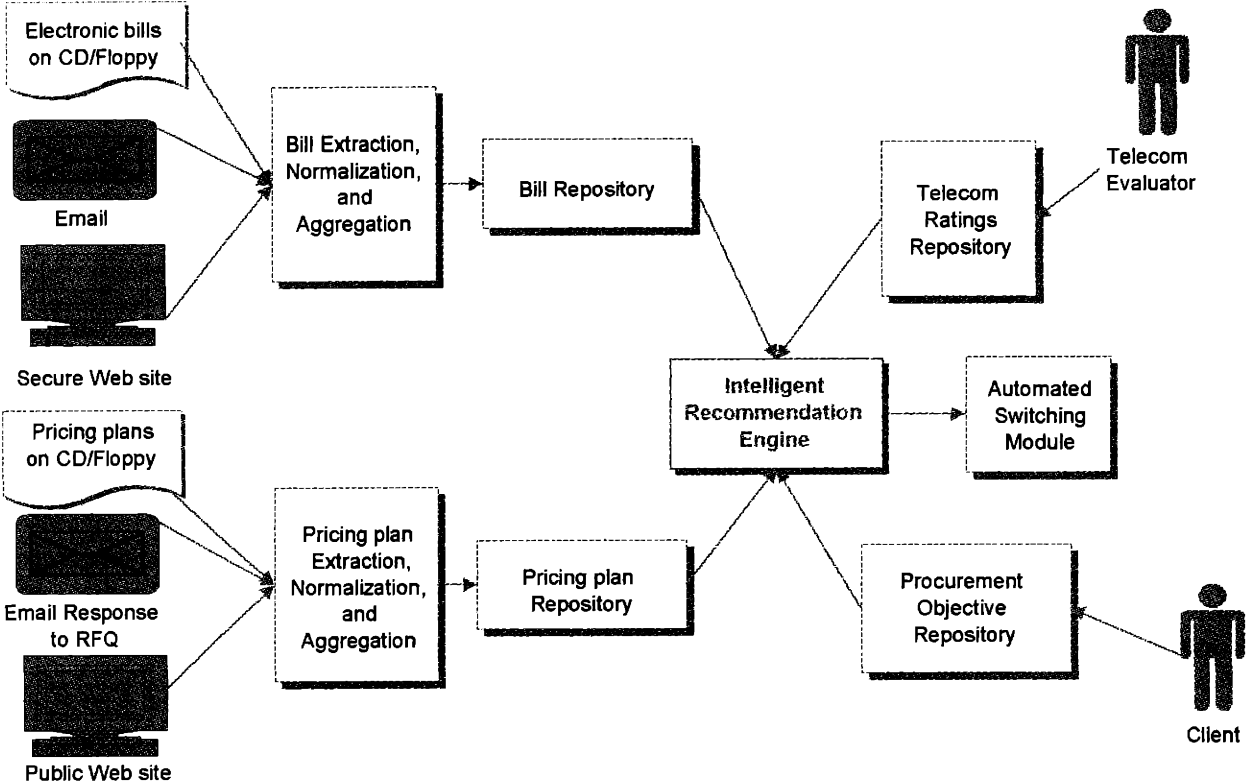 Electronic bills
on CD/Floppy
Email
Secure Web site
Bill Extraction,
Normalization,
and
Aggregation
Bill Repository
Telecom
Ratings
Repository
Telecom
Evaluator
Intelligent
Recommendation
Engine
Automated
Switching
Module
Pricing plans
on CD/Floppy
Email Response
to RFQ
Public Web site
Pricing plan
Extraction,
Normalization,
and
Aggregation
Pricing plan
Repository
Procurement
Objective
Repository
Client